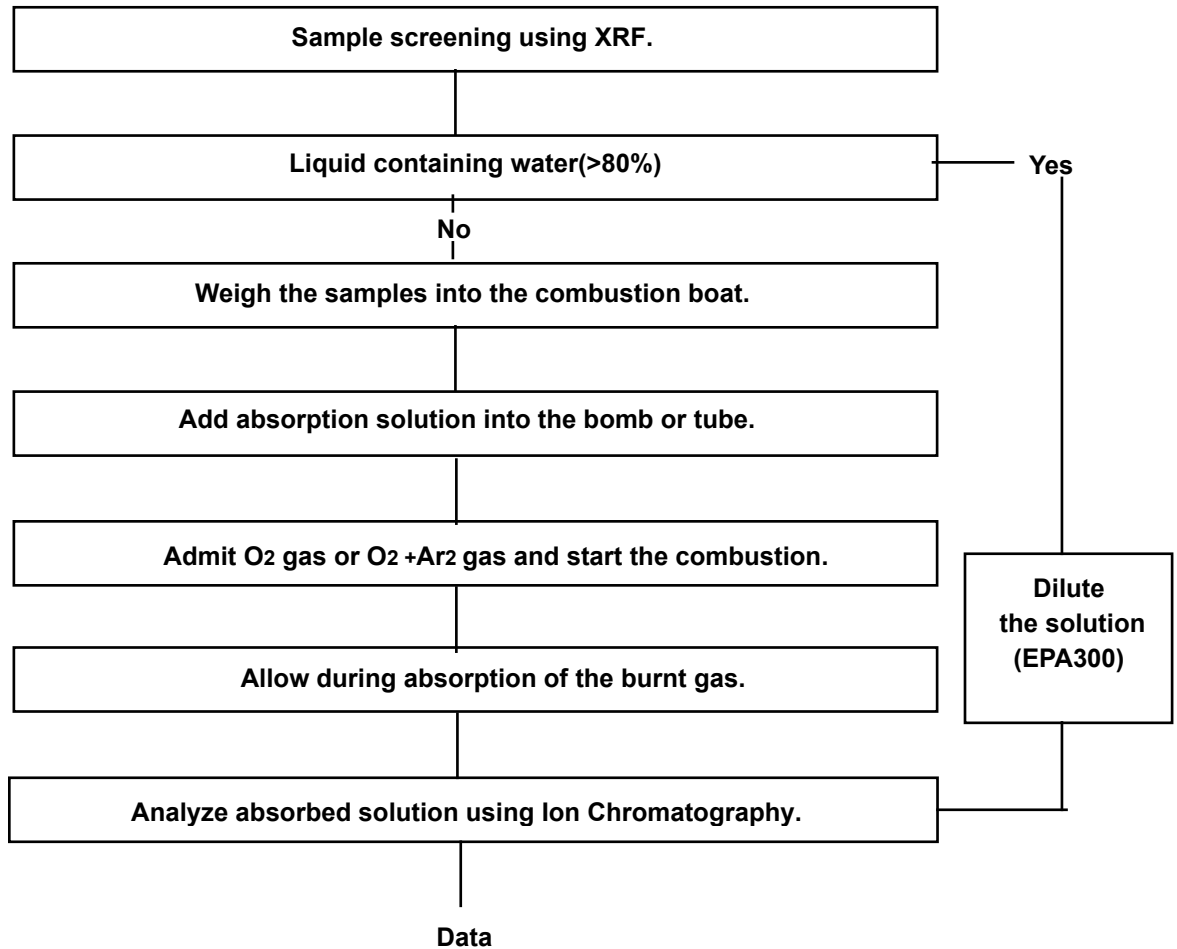 Sample screening using XRF.
Liquid containing water(>80%)
Yes
No
Weigh the samples into the combustion boat.
Add absorption solution into the bomb or tube.
Admit O2 gas or O2 +Ar2 gas and start the combustion.
Dilute
the solution
(EPA300)
Allow during absorption of the burnt gas.
Analyze absorbed solution using Ion Chromatography.
Data